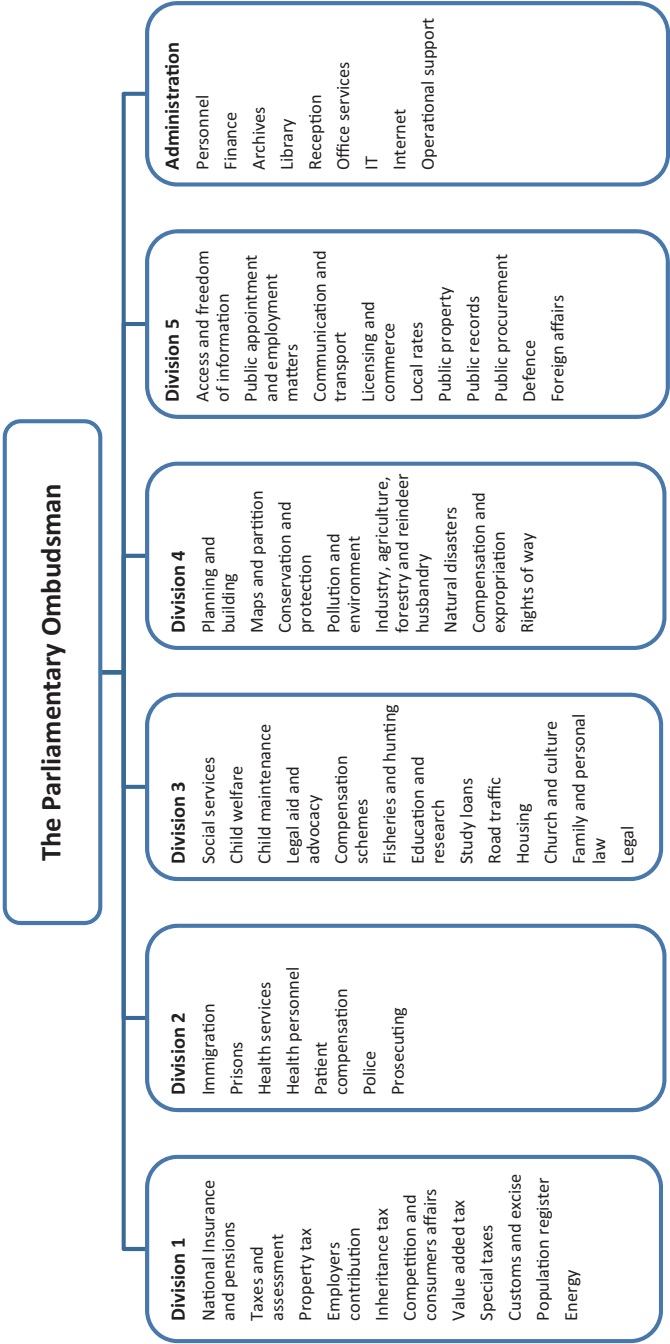 The Parliamentary Ombudsman
Division 1
National Insurance
and pensions
Taxes and
assessment
Property tax
Employers
contribution
Inheritance tax
Competition and
consumers affairs
Value added tax
Special taxes
Customs and excise
Population register
Energy
Division 2
Immigration
Prisons
Health services
Health personnel
Patient
compensation
Police
Prosecuting
Division 3
Social services
Child welfare
Child maintenance
Legal aid and
advocacy
Compensation
schemes
Fisheries and hunting
Education and
research
Study loans
Road traffic
Housing
Church and culture
Family and personal
law
Legal
Division 4
Planning and
building
Maps and partition
Conservation and
protection
Pollution and
environment
Industry, agriculture,
forestry and reindeer
husbandry
Natural disasters
Compensation and
expropriation
Rights of way
Division 5
Access and freedom
of information
Public appointment
and employment
matters
Communication and
transport
Licensing and
commerce
Local rates
Public property
Public records
Public procurement
Defence
Foreign affairs
Administration
Personnel
Finance
Archives
Library
Reception
Office services
IT
Internet
Operational support